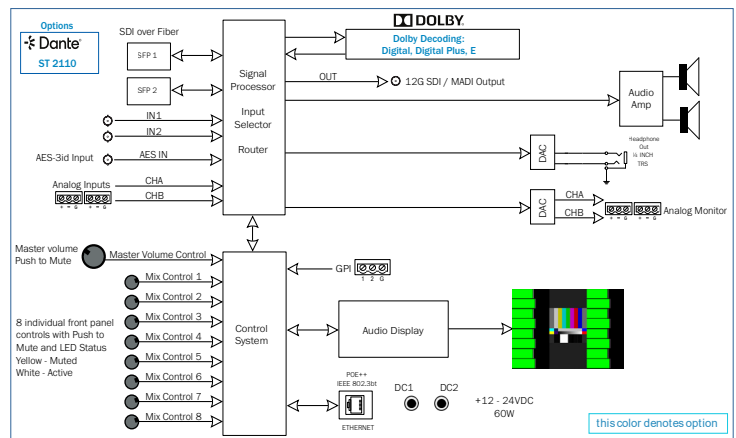 Options
Dante
ST 2110
SDI over Fiber
SFP 1
SFP 2
IN1
IN2
AES-3id Input
AES IN
Analog Inputs
CHA
CHB
+ = G
+ = G
Signal
Processor
Input
Selector
Router
DOLBY
Dolby Decoding:
Digital, Digital Plus, E
OUT
12G SDI / MADI Output
Audio
Amp
DAC
Headphone
Out
¼ INCH
TRS
DAC
CHA
CHB
+ = G
+ = G
Analog Monitor
Master volume
Push to Mute
Master Volume Control
Mix Control 1
Mix Control 2
Mix Control 3
Mix Control 4
Mix Control 5
Mix Control 6
Mix Control 7
Mix Control 8
8 individual front panel
controls with Push to
Mute and LED Status
Yellow - Muted
White - Active
Control
System
GPI
1 2 G
Audio Display
POE++
IEEE 802.3bt
ETHERNET
DC1
DC2
+12 - 24VDC
60W
this color denotes option